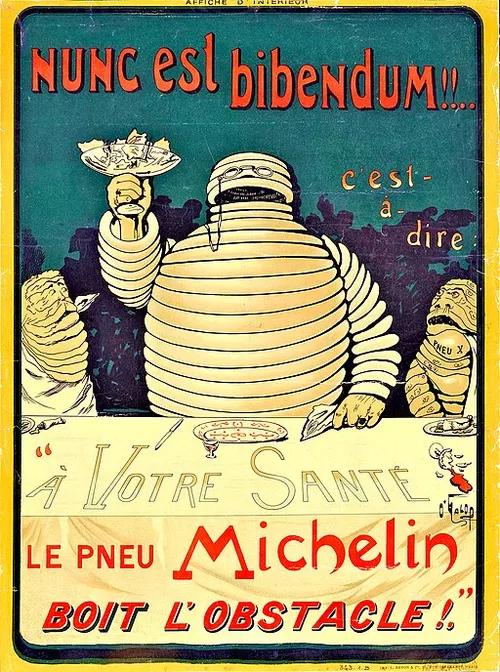 AFFICHE D'INTERIEUR
NUNC est bibENDUM!!..
c'est-
à-
dire:
PNEU X
"À VOTRE SANTÉ
O'Galop
LE PNEU Michelin
BOIT L'OBSTACLE!!"